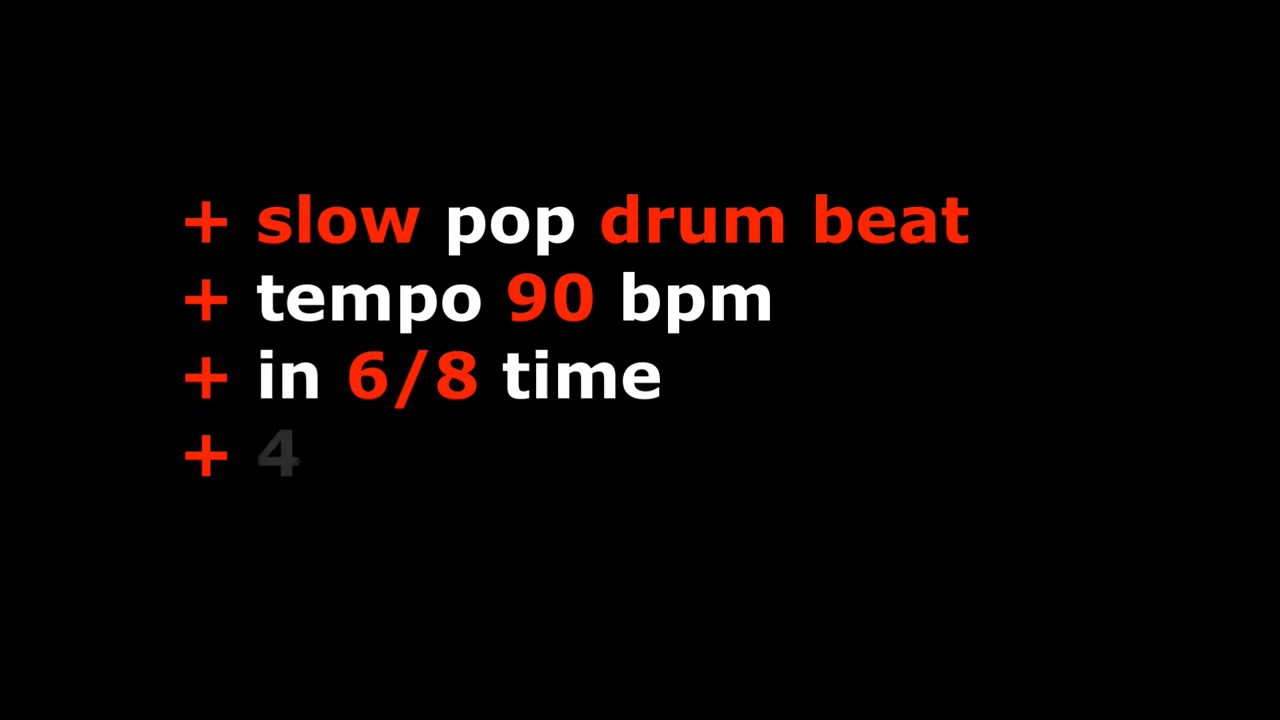 + slow pop drum beat
+ tempo 90 bpm
+ in 6/8 time
+ 4